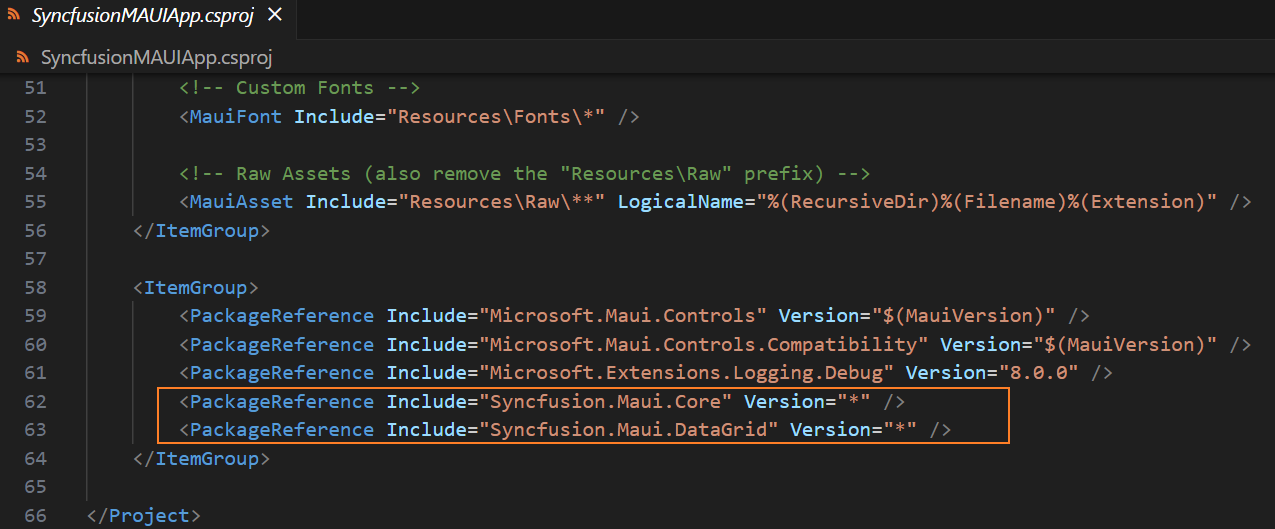 SyncfusionMAUIApp.csproj ×
SyncfusionMAUIApp.csproj
51 <!-- Custom Fonts -->
52 <MauiFont Include="Resources\Fonts\*" />
53
54 <!-- Raw Assets (also remove the "Resources\Raw" prefix) -->
55 <MauiAsset Include="Resources\Raw\**" LogicalName="%(RecursiveDir)%(Filename)%(Extension)" />
56 </ItemGroup>
57
58 <ItemGroup>
59 <PackageReference Include="Microsoft.Maui.Controls" Version="$(MauiVersion)" />
60 <PackageReference Include="Microsoft.Maui.Controls.Compatibility" Version="$(MauiVersion)" />
61 <PackageReference Include="Microsoft.Extensions.Logging.Debug" Version="8.0.0" />
62 <PackageReference Include="Syncfusion.Maui.Core" Version="*" />
63 <PackageReference Include="Syncfusion.Maui.DataGrid" Version="*" />
64 </ItemGroup>
65
66 </Project>